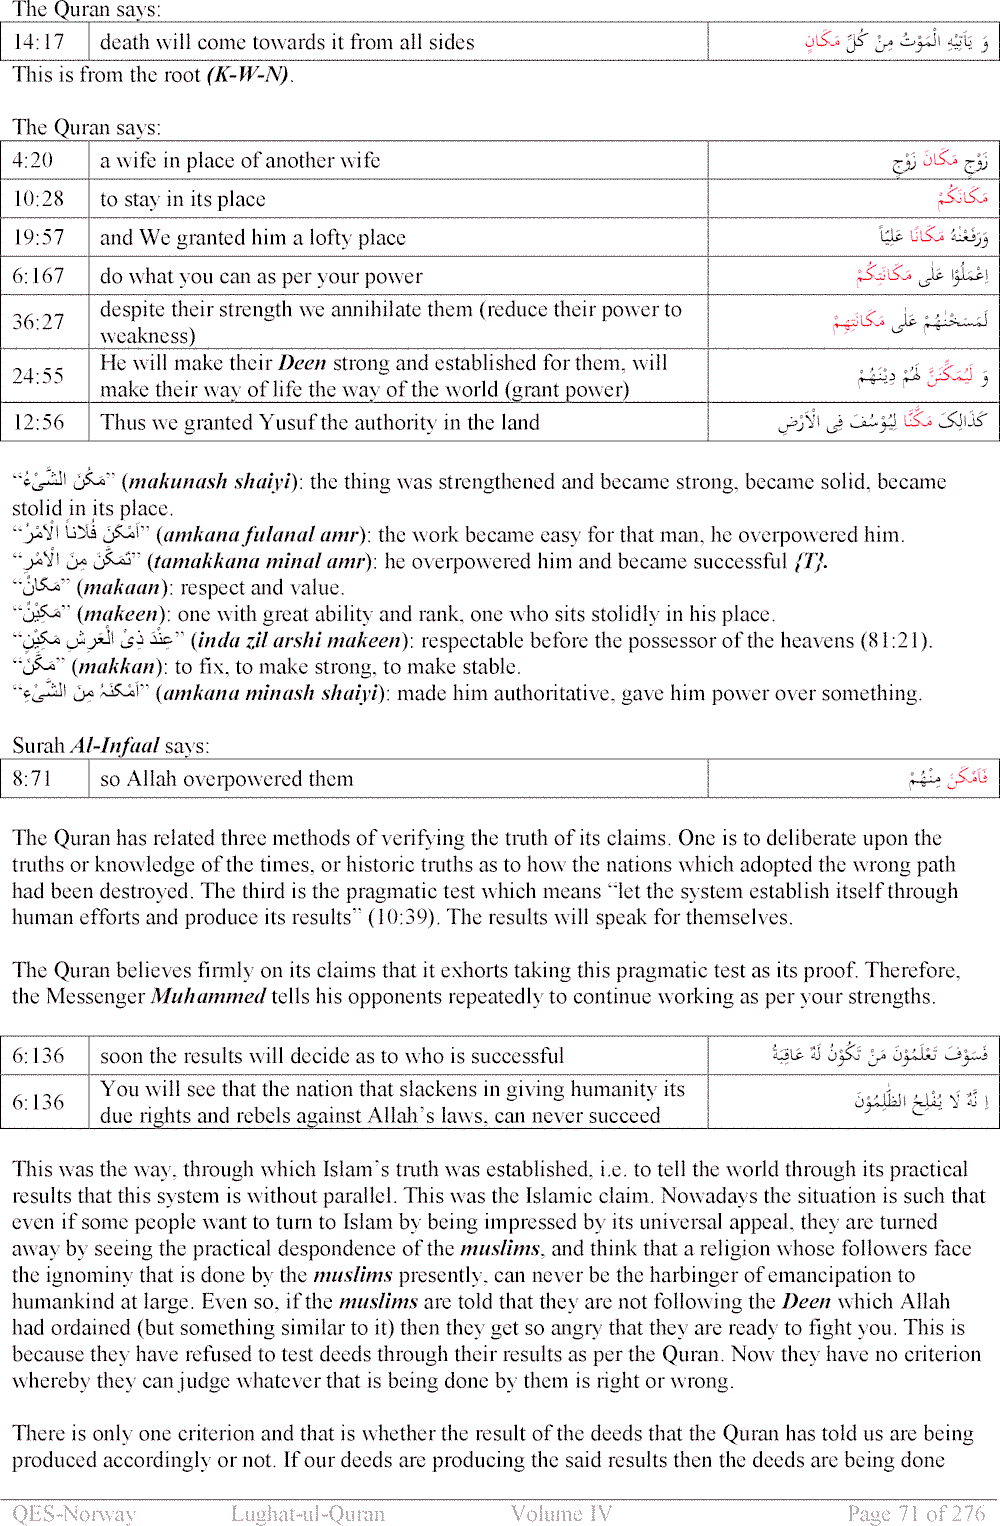 The Quran says:
14:17 death will come towards it from all sides وَ يَاْتِيْهِ الْمَوْتُ مِنْ كُلِّ مَكَانٍ
This is from the root (K-W-N).
The Quran says:
4:20 a wife in place of another wife زَوْجٍ مَكَانَ زَوْجٍ
10:28 to stay in its place مَكَانَكُمْ
19:57 and We granted him a lofty place وَرَفَعْنٰهُ مَكَانًا عَلِيّاً
6:167 do what you can as per your power اِعْمَلُوْا عَلٰى مَكَانَتِكُمْ
36:27 despite their strength we annihilate them (reduce their power to
weakness) لَمَسَخْنٰهُمْ عَلٰى مَكَانَتِهِمْ
24:55 He will make their Deen strong and established for them, will
make their way of life the way of the world (grant power) وَ لَيُمَكِّنَنَّ لَهُمْ دِيْنَهُمْ
12:56 Thus we granted Yusuf the authority in the land كَذَالِکَ مَكَّنَّا لِيُوْسُفَ فِى الْاَرْضِ
“مَكُنَ الشَّىْءُ” (makunash shaiyi): the thing was strengthened and became strong, became solid, became
stolid in its place.
“اَمْكَنَ فُلَاناً الْاَمْرُ” (amkana fulanal amr): the work became easy for that man, he overpowered him.
“تَمَكَّنَ مِنَ الْاَمْرِ” (tamakkana minal amr): he overpowered him and became successful {T}.
“مَكَانٌ” (makaan): respect and value.
“مَكِيْنٌ” (makeen): one with great ability and rank, one who sits stolidly in his place.
“عِنْدَ ذِىْ الْعَرْشِ مَكِيْنٍ” (inda zil arshi makeen): respectable before the possessor of the heavens (81:21).
“مَكَّنَ” (makkan): to fix, to make strong, to make stable.
“اَمْكَنَہٗ مِنَ الشَّىْءِ” (amkana minash shaiyi): made him authoritative, gave him power over something.
Surah Al-Infaal says:
8:71 so Allah overpowered them فَاَمْكَنَ مِنْهُمْ
The Quran has related three methods of verifying the truth of its claims. One is to deliberate upon the
truths or knowledge of the times, or historic truths as to how the nations which adopted the wrong path
had been destroyed. The third is the pragmatic test which means “let the system establish itself through
human efforts and produce its results” (10:39). The results will speak for themselves.
The Quran believes firmly on its claims that it exhorts taking this pragmatic test as its proof. Therefore,
the Messenger Muhammed tells his opponents repeatedly to continue working as per your strengths.
6:136 soon the results will decide as to who is successful فَسَوْفَ تَعْلَمُوْنَ مَنْ تَكُوْنُ لَهٗ عَاقِبَةُ
6:136 You will see that the nation that slackens in giving humanity its
due rights and rebels against Allah’s laws, can never succeed اِ نَّهٗ لَا يُفْلِحُ الظّٰلِمُوْنَ
This was the way, through which Islam’s truth was established, i.e. to tell the world through its practical
results that this system is without parallel. This was the Islamic claim. Nowadays the situation is such that
even if some people want to turn to Islam by being impressed by its universal appeal, they are turned
away by seeing the practical despondence of the muslims, and think that a religion whose followers face
the ignominy that is done by the muslims presently, can never be the harbinger of emancipation to
humankind at large. Even so, if the muslims are told that they are not following the Deen which Allah
had ordained (but something similar to it) then they get so angry that they are ready to fight you. This is
because they have refused to test deeds through their results as per the Quran. Now they have no criterion
whereby they can judge whatever that is being done by them is right or wrong.
There is only one criterion and that is whether the result of the deeds that the Quran has told us are being
produced accordingly or not. If our deeds are producing the said results then the deeds are being done
QES-Norway Lughat-ul-Quran Volume IV Page 71 of 276